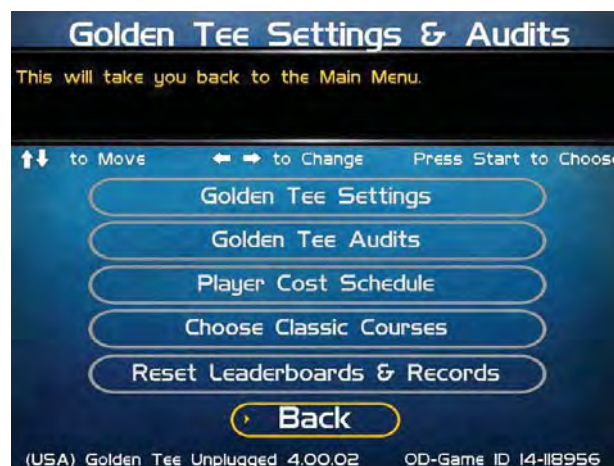 Golden Tee Settings & Audits
This will take you back to the Main Menu.
to Move to Change Press Start to Choose
Golden Tee Settings
Golden Tee Audits
Player Cost Schedule
Choose Classic Courses
Reset Leaderboards & Records
Back
(USA) Golden Tee Unplugged 4.00.02 OD-Game ID 14-118956